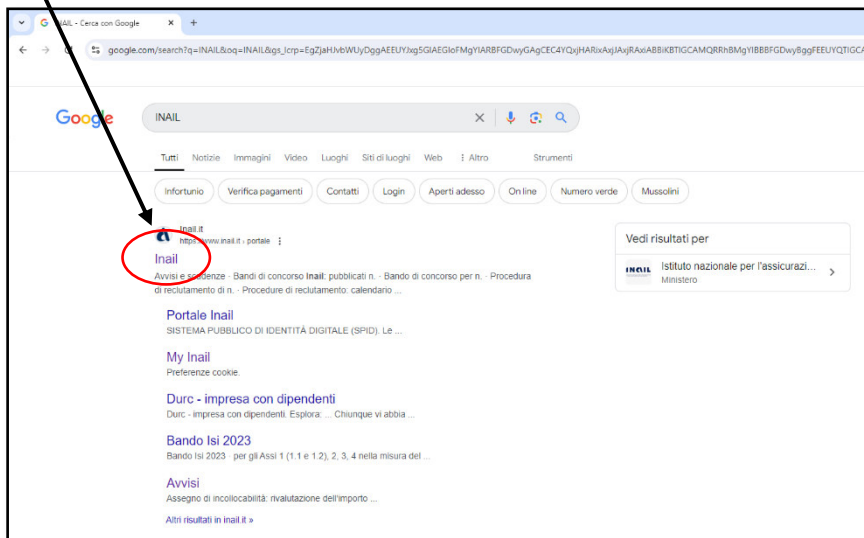 INAIL - Cerca con Google
google.com/search?q=INAIL&oq=INAIL&gs_lcrp=
Google
INAIL
Tutti Notizie Immagini Video Luoghi Siti di luoghi Web Altro Strumenti
Infortunio Verifica pagamenti Contatti Login Aperti adesso On line Numero verde Mussolini
Inail.it
https://www.inail.it › portale
Inail
Avvisi e scadenze · Bandi di concorso Inail: pubblicati n. · Bando di concorso per n. · Procedura
di reclutamento di n. · Procedure di reclutamento: calendario ...
Portale Inail
SISTEMA PUBBLICO DI IDENTITÁ DIGITALE (SPID). Le ...
My Inail
Preferenze cookie.
Durc - impresa con dipendenti
Durc - impresa con dipendenti. Esplora: ... Chiunque vi abbia ...
Bando Isi 2023
Bando Isi 2023 · per gli Assi 1 (1.1 e 1.2), 2, 3, 4 nella misura del ...
Avvisi
Assegno di incollocabilità: rivalutazione dell'importo ...
Altri risultati in inail.it »
Vedi risultati per
INAIL
Istituto nazionale per l'assicurazi...
Ministero